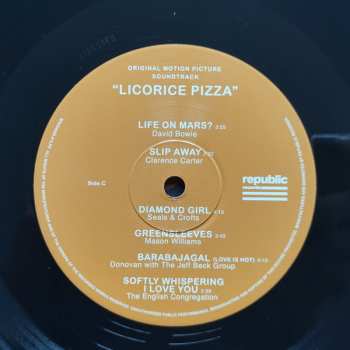 ORIGINAL MOTION PICTURE
SOUNDTRACK
"LICORICE PIZZA"
LIFE ON MARS?
David Bowie
SLIP AWAY
Clarence Carter
Side C
republic
DIAMOND GIRL
Seals & Crofts
GREENSLEEVES
Mason Williams
BARABAJAGAL (LOVE IS HOT)
Donovan with The Jeff Beck Group
SOFTLY WHISPERING
I LOVE YOU
The English Congregation